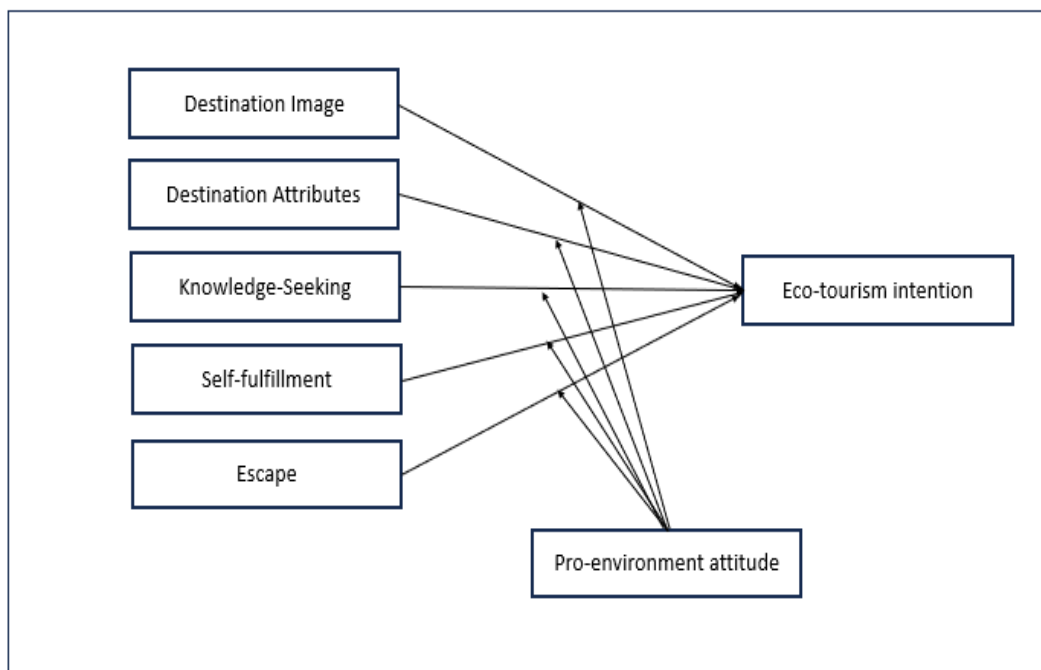 Destination Image
Destination Attributes
Knowledge-Seeking
Eco-tourism intention
Self-fulfillment
Escape
Pro-environment attitude